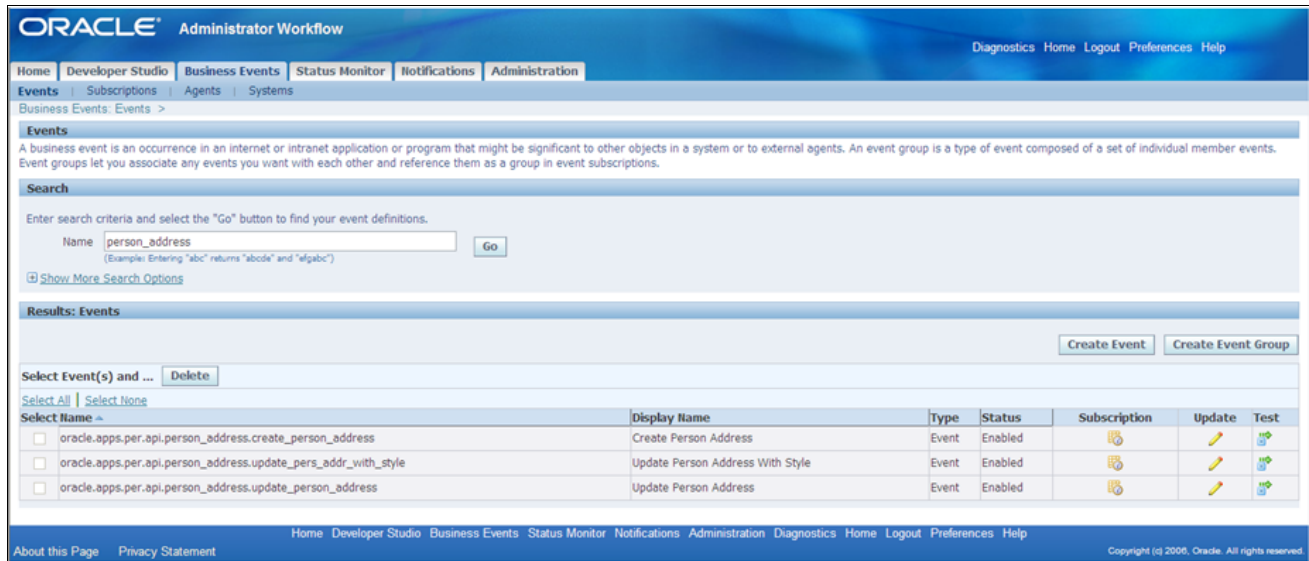 ORACLE® Administrator Workflow
Diagnostics Home Logout Preferences Help
Home Developer Studio Business Events Status Monitor Notifications Administration
Events | Subscriptions | Agents | Systems
Business Events: Events >
Events
A business event is an occurrence in an internet or intranet application or program that might be significant to other objects in a system or to external agents. An event group is a type of event composed of a set of individual member events.
Event groups let you associate any events you want with each other and reference them as a group in event subscriptions.
Search
Enter search criteria and select the "Go" button to find your event definitions.
Name person_address Go
(Example: Entering "abc" returns "abcde" and "efgabc")
Show More Search Options
Results: Events
Create Event Create Event Group
Select Event(s) and ... Delete
Select All | Select None
Select Name Display Name Type Status Subscription Update Test
oracle.apps.per.api.person_address.create_person_address Create Person Address Event Enabled
oracle.apps.per.api.person_address.update_pers_addr_with_style Update Person Address With Style Event Enabled
oracle.apps.per.api.person_address.update_person_address Update Person Address Event Enabled
Home Developer Studio Business Events Status Monitor Notifications Administration Diagnostics Home Logout Preferences Help
About this Page Privacy Statement Copyright (c) 2006, Oracle. All rights reserved.